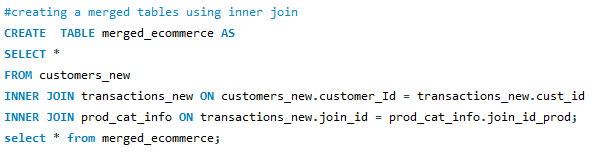 #creating a merged tables using inner join
CREATE  TABLE merged_ecommerce AS
SELECT *
FROM customers_new
INNER JOIN transactions_new ON customers_new.customer_Id = transactions_new.cust_id
INNER JOIN prod_cat_info ON transactions_new.join_id = prod_cat_info.join_id_prod;
select * from merged_ecommerce;